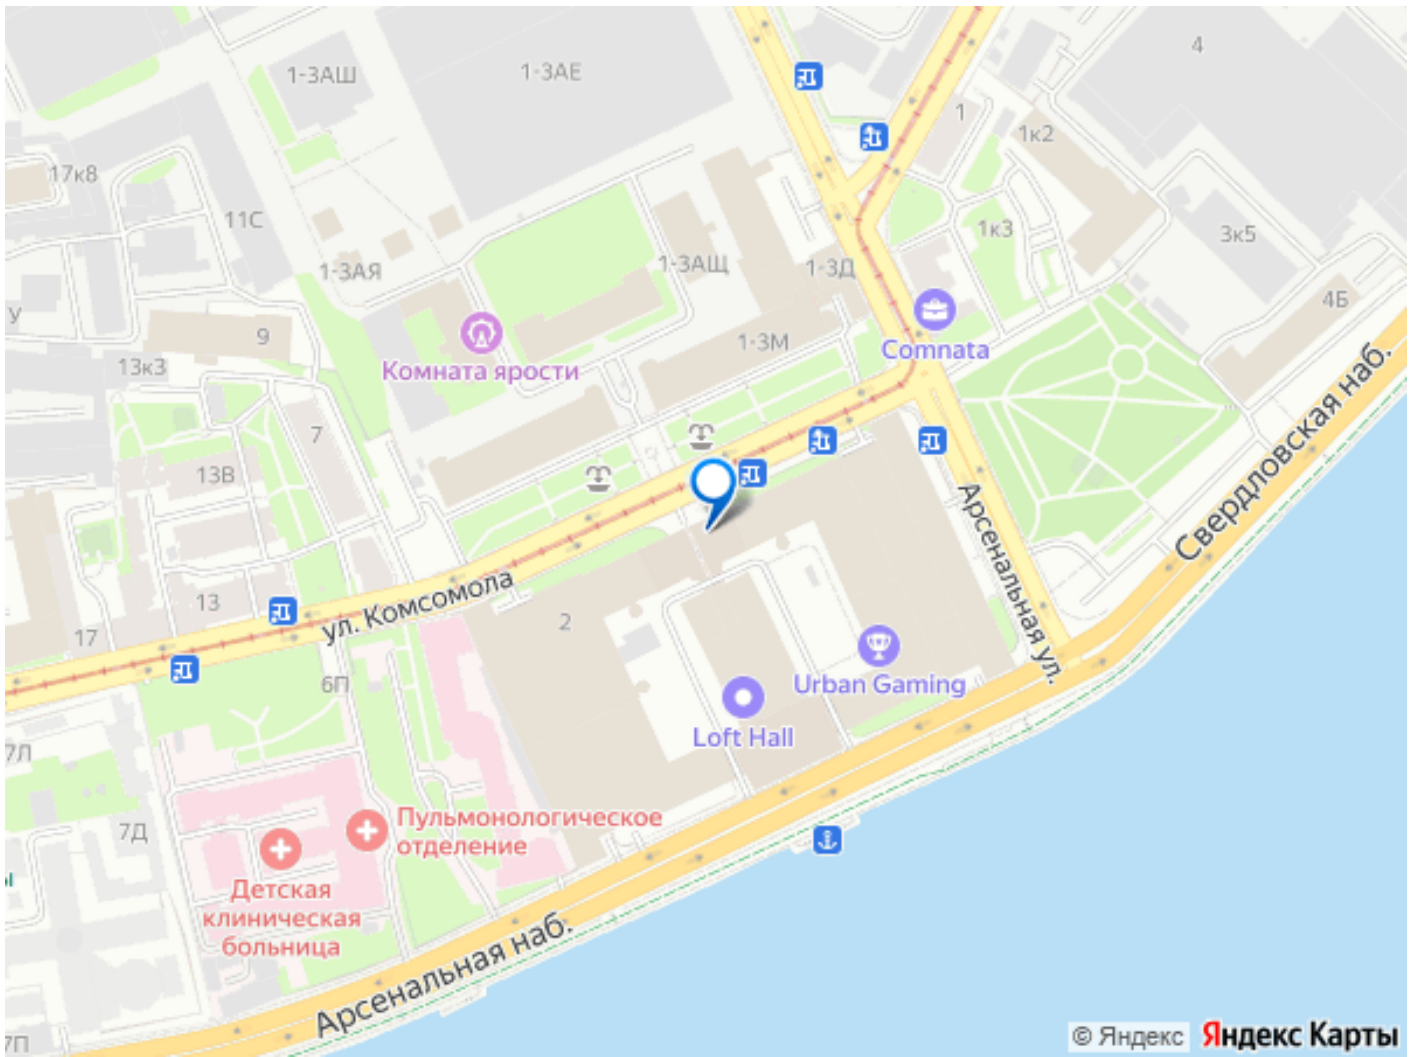 1-3АШ
1-3АЕ
4
1
1к2
17к8
11С
1к3
3к5
1-3АЯ
1-3АЩ
1-3Д
4Б
У
9
1-3М
13к3
Комната ярости
Comnata
7
13В
Свердловская наб.
Арсенальная ул.
ул. Комсомола
13
2
17
6П
Urban Gaming
Loft Hall
7Л
7Д
Пульмонологическое
отделение
ы
Детская
клиническая
больница
Арсенальная наб.
7П
© Яндекс
Яндекс Карты